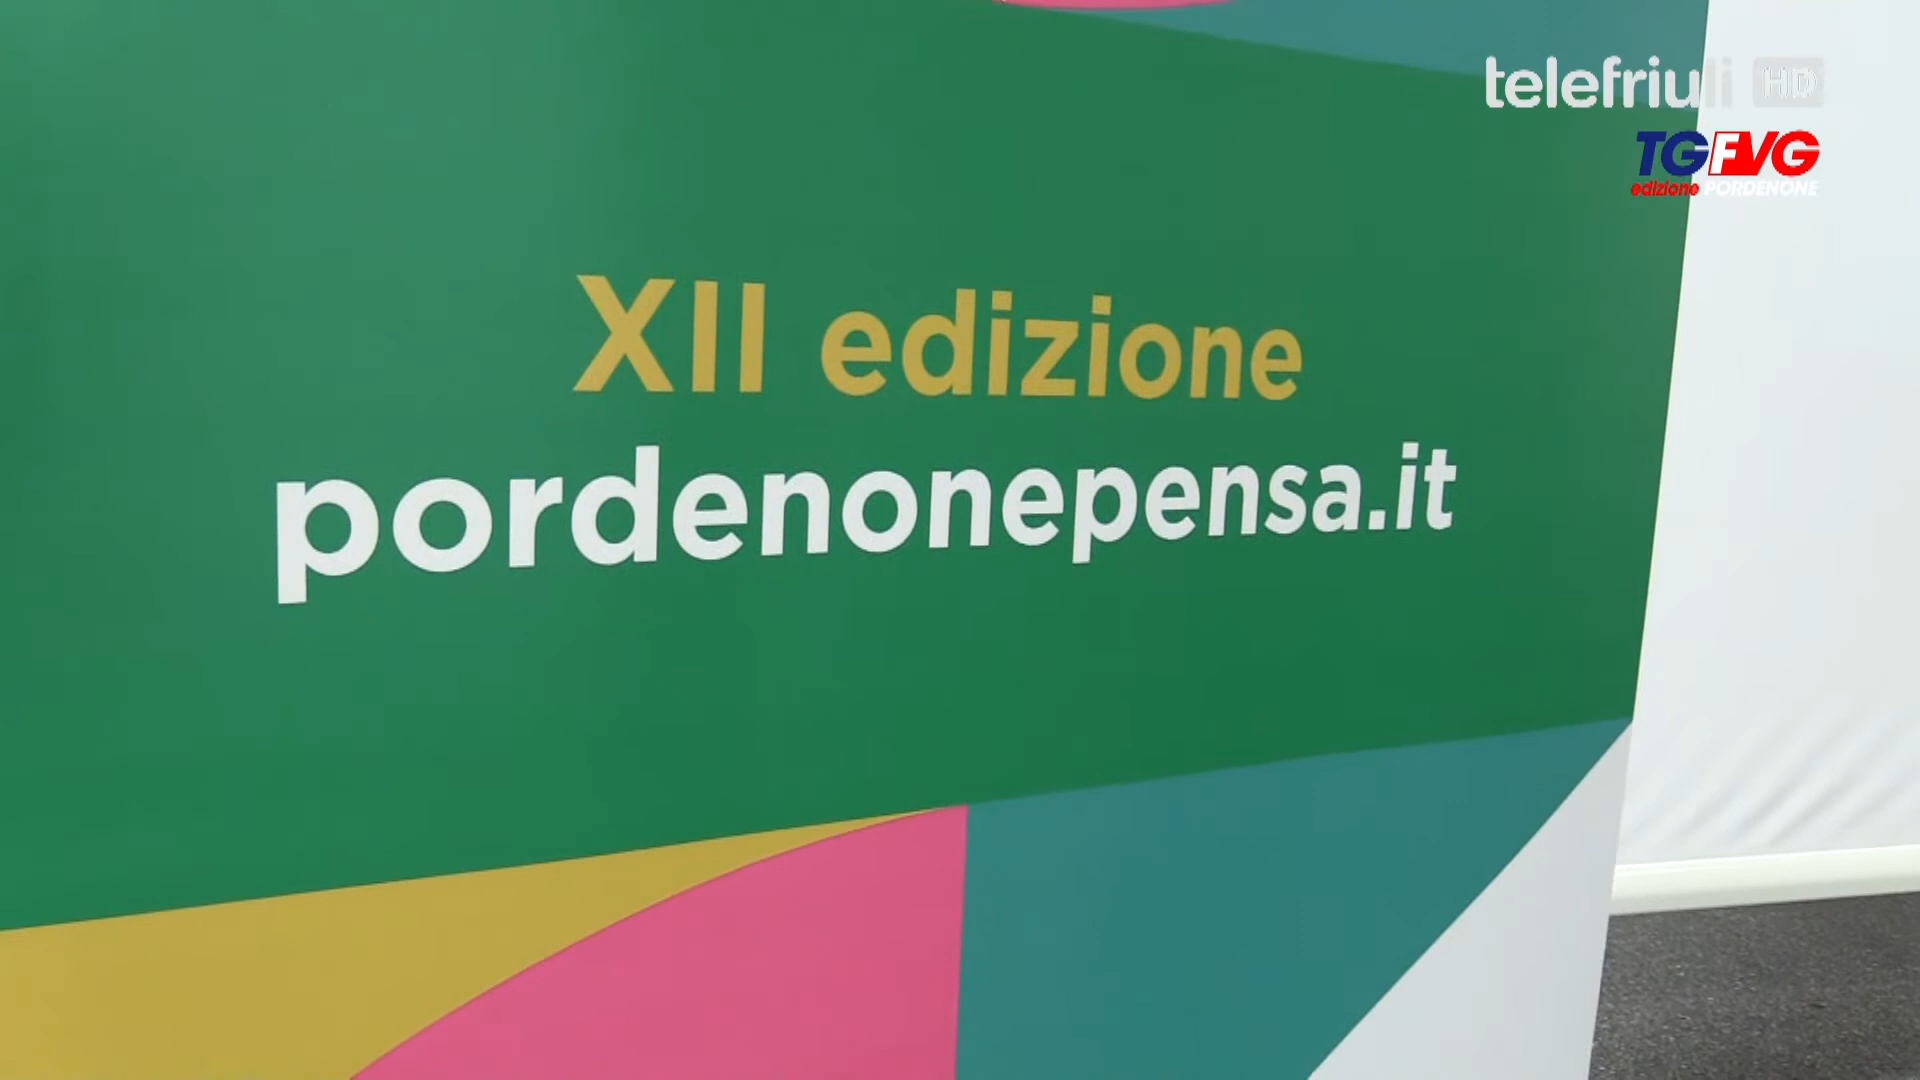 telefriuli HD
TGFVG
edizione PORDENONE
XII edizione
pordenonepensa.it